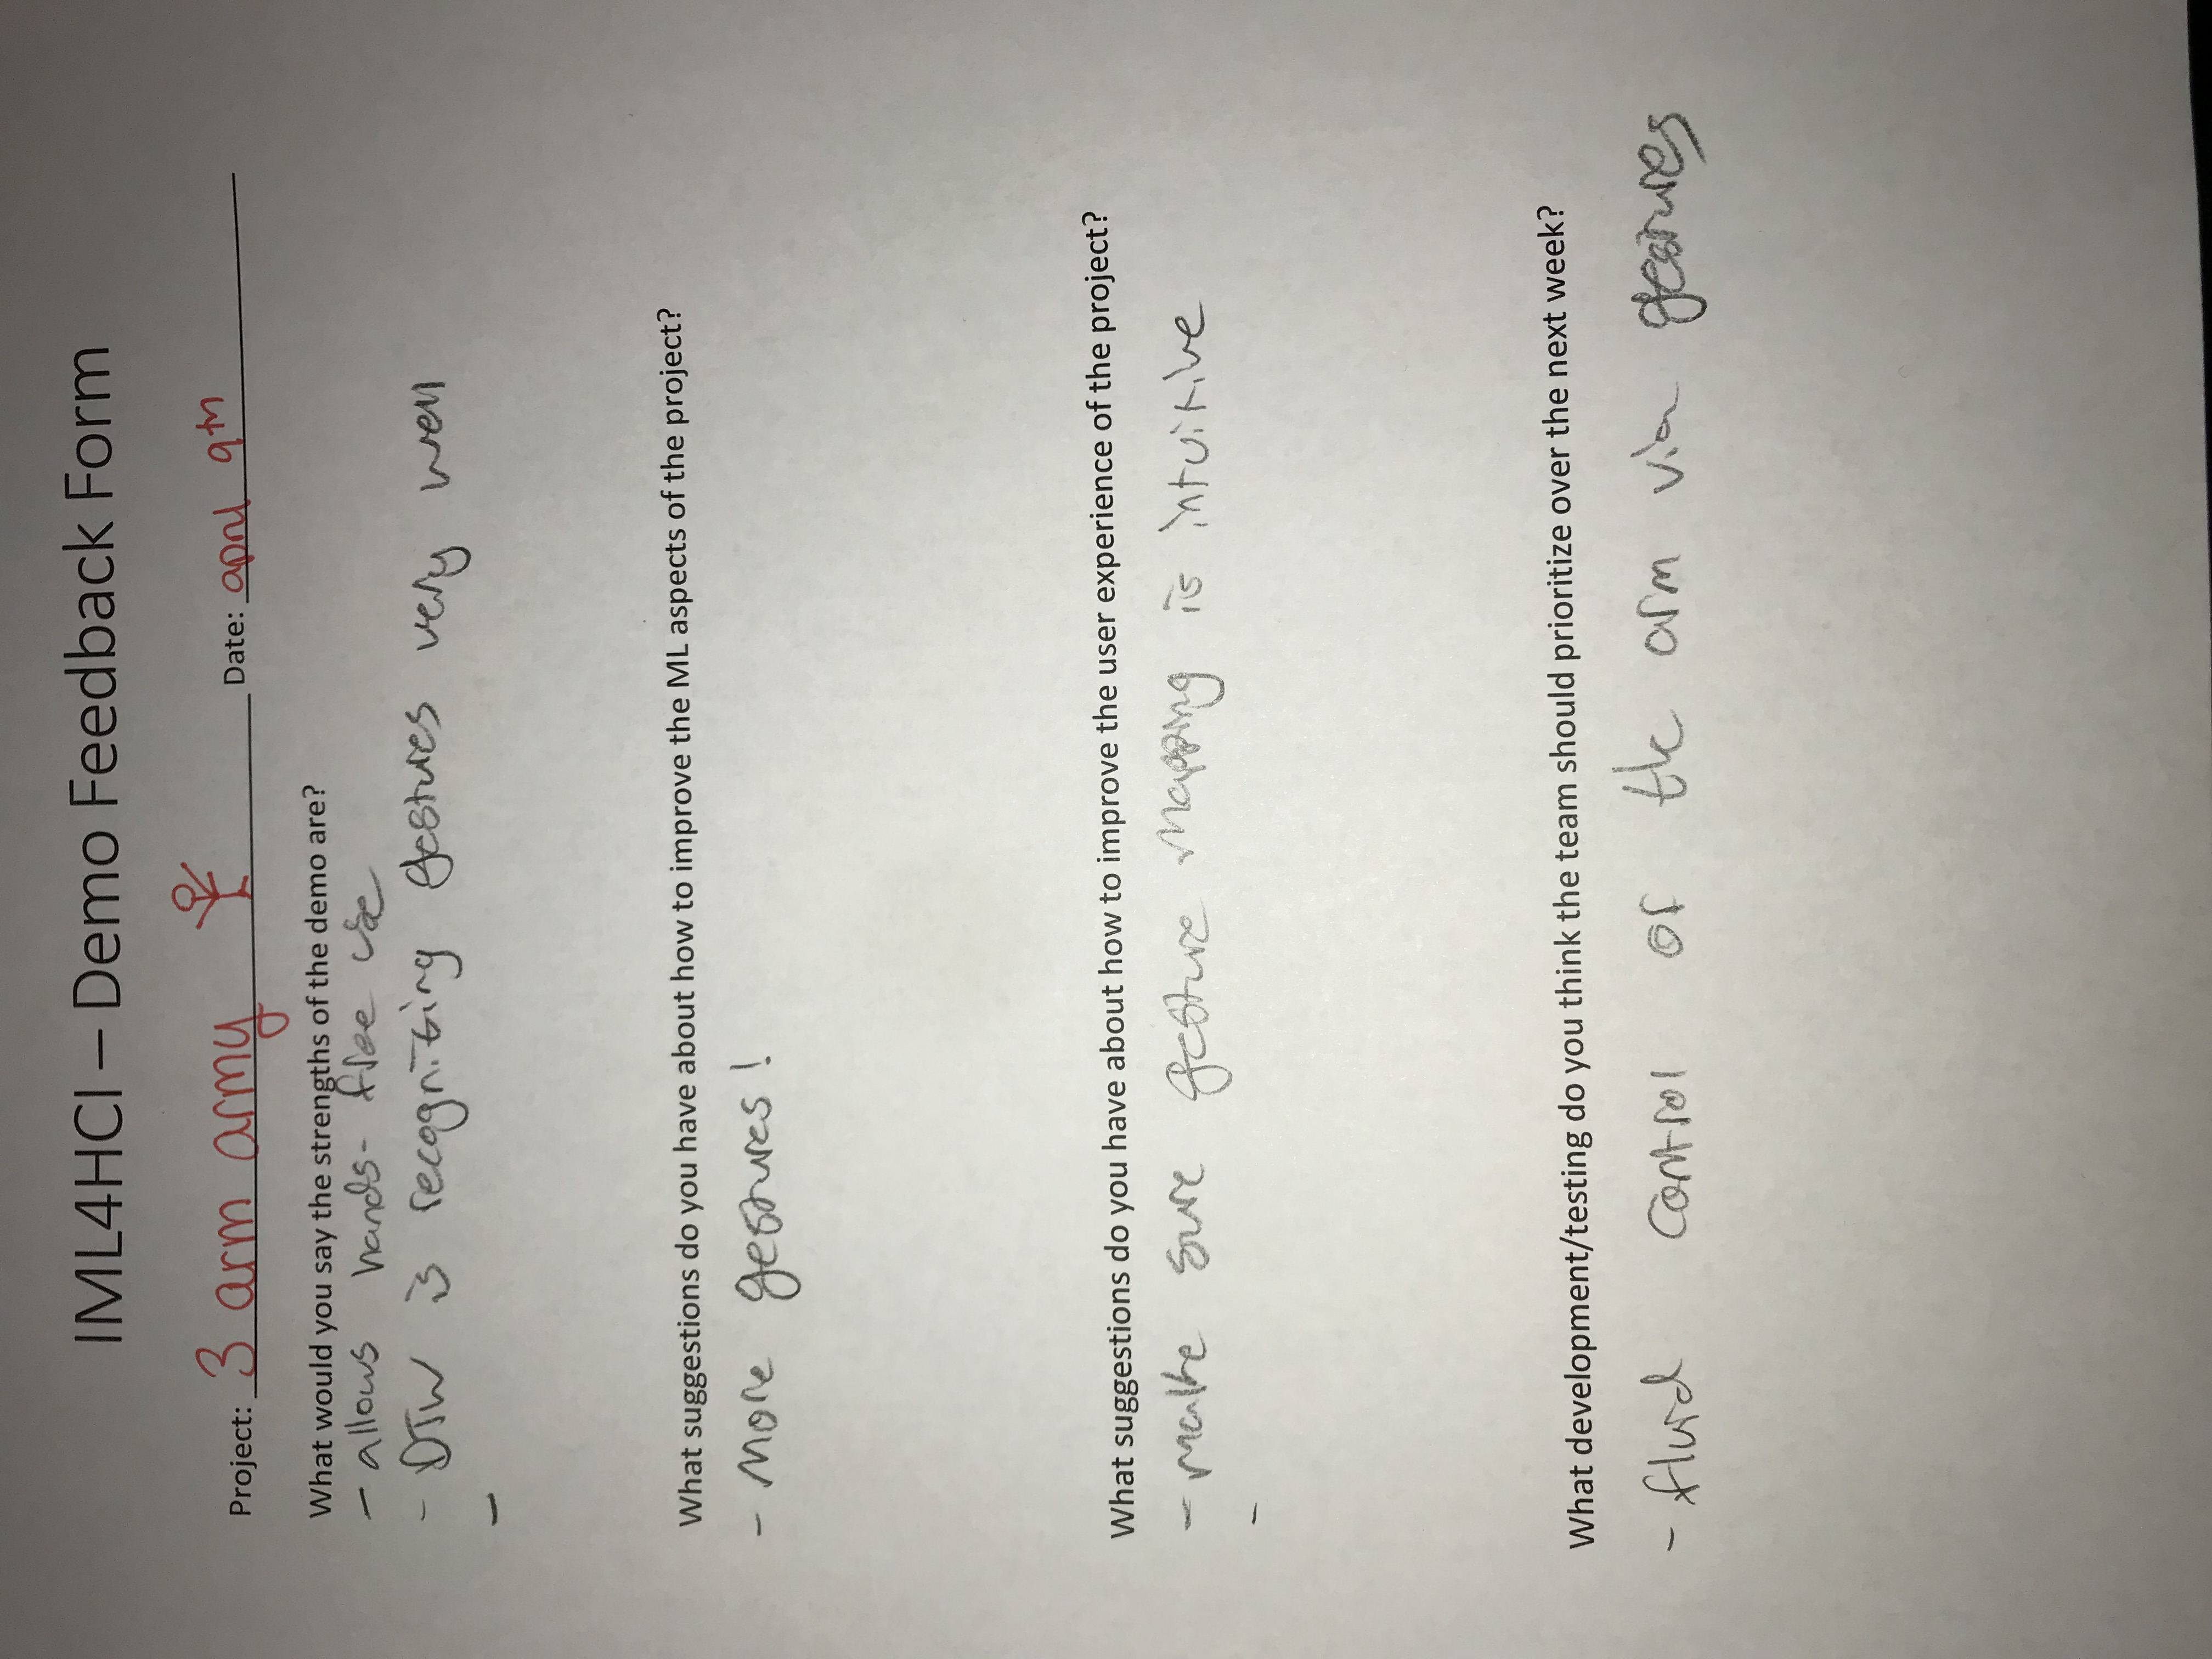 IML4HCI – Demo Feedback Form
Project: 3 arm army Date: april 9th
What would you say the strengths of the demo are?
- allows hands-free use
- DTW is recognizing gestures very well
-
What suggestions do you have about how to improve the ML aspects of the project?
- More gestures!
What suggestions do you have about how to improve the user experience of the project?
- make sure gesture mapping is intuitive
-
What development/testing do you think the team should prioritize over the next week?
- fluid control of the arm via gestures